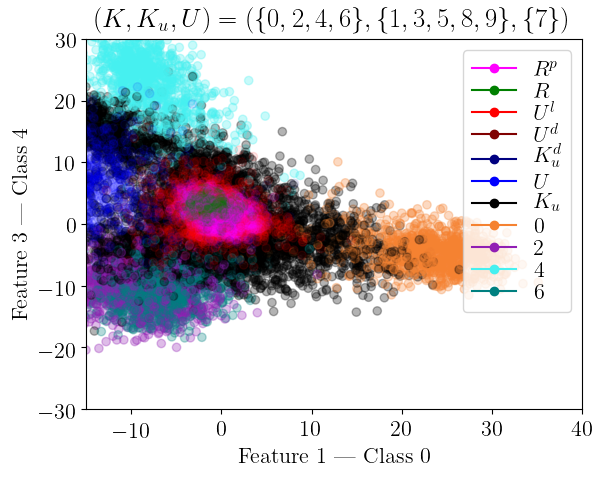 (K, K_u, U) = ({0, 2, 4, 6}, {1, 3, 5, 8, 9}, {7})
30
20
10
0
−10
−20
−30
Feature 3 — Class 4
R^p
R
U^l
U^d
K_u^d
U
K_u
0
2
4
6
−10
0
10
20
30
40
Feature 1 — Class 0